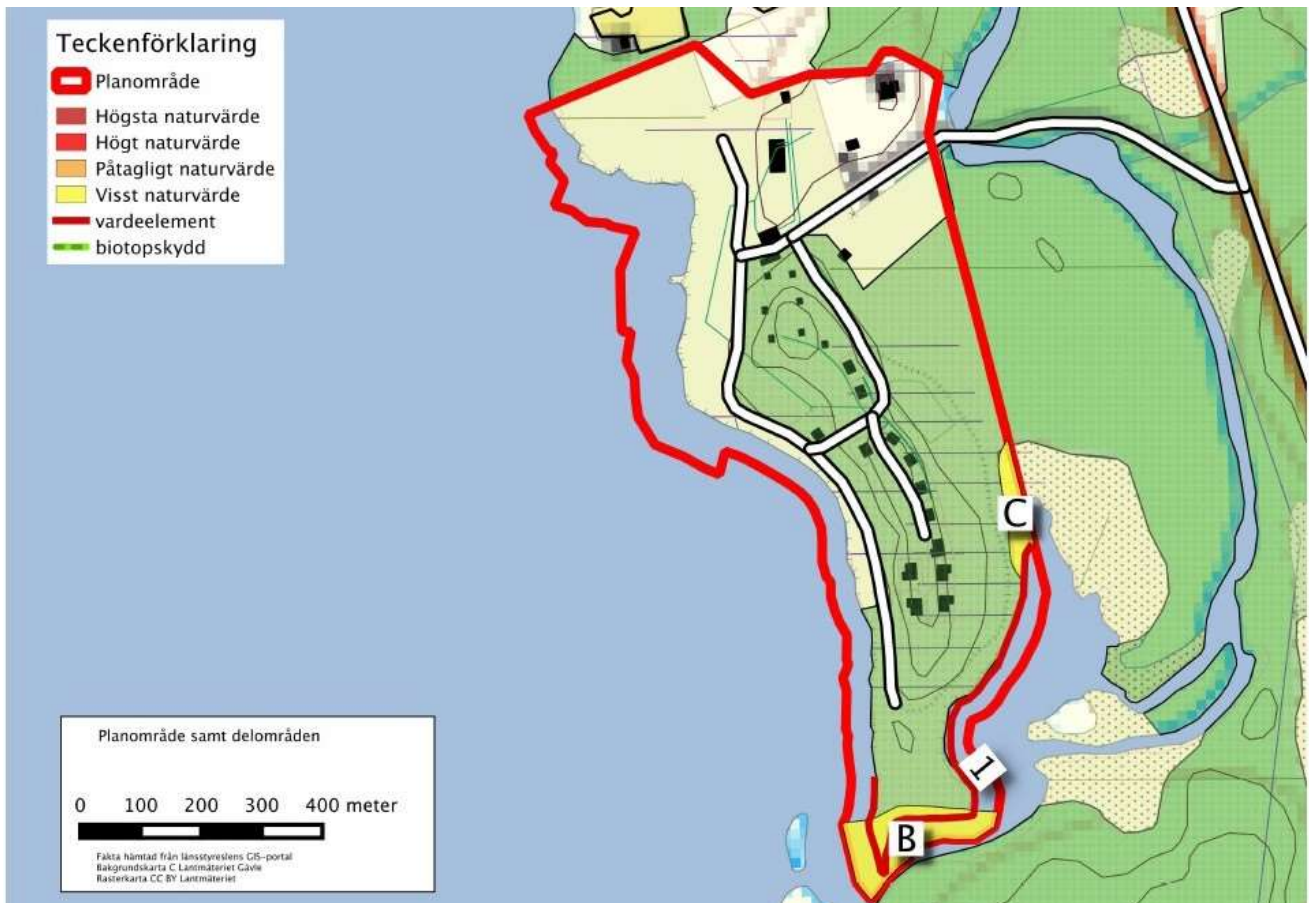 Teckenförklaring
Planområde
Högsta naturvärde
Högt naturvärde
Påtagligt naturvärde
Visst naturvärde
vardeelement
biotopskydd
C
1
B
Planområde samt delområden
0 100 200 300 400 meter
Fakta hämtad från länsstyreslens GIS-portal
Bakgrundskarta C Lantmäteriet Gävle
Rasterkarta CC BY Lantmäteriet